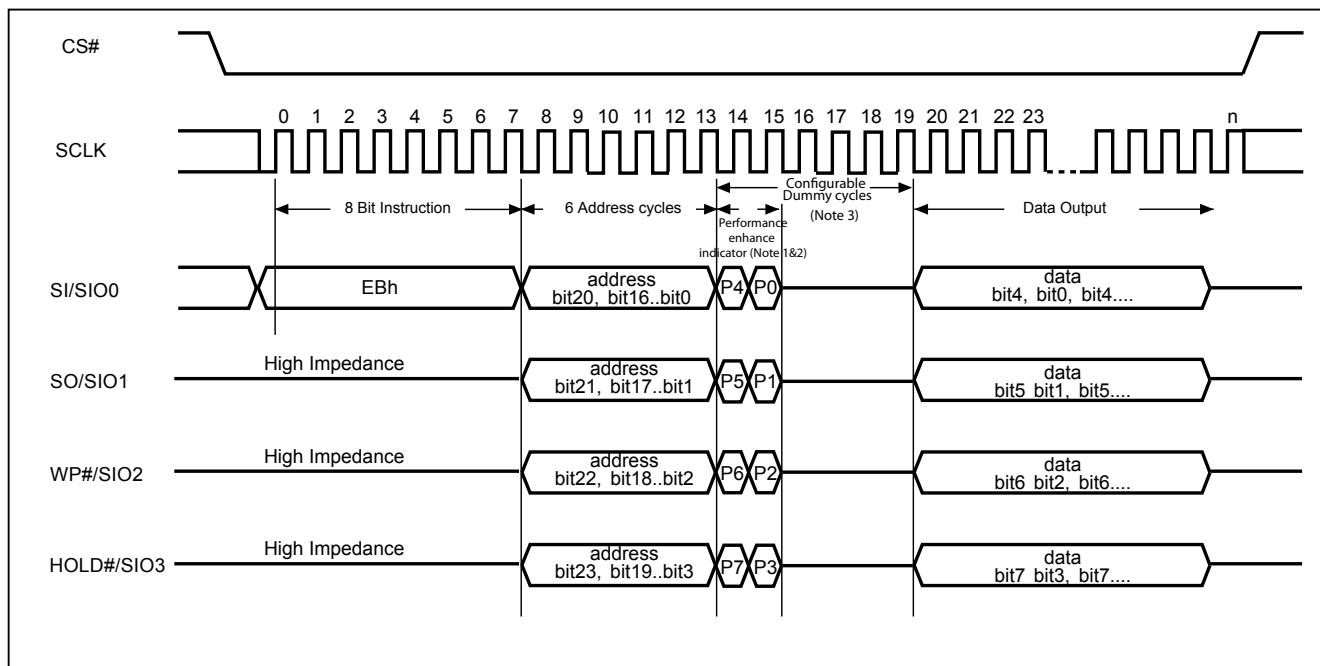 CS#
0 1 2 3 4 5 6 7 8 9 10 11 12 13 14 15 16 17 18 19 20 21 22 23 n
SCLK
8 Bit Instruction
6 Address cycles
Configurable
Dummy cycles
(Note 3)
Performance
enhance
indicator (Note 1&2)
Data Output
SI/SIO0
EBh
address
bit20, bit16..bit0
P4 P0
data
bit4, bit0, bit4....
SO/SIO1
High Impedance
address
bit21, bit17..bit1
P5 P1
data
bit5 bit1, bit5....
WP#/SIO2
High Impedance
address
bit22, bit18..bit2
P6 P2
data
bit6 bit2, bit6....
HOLD#/SIO3
High Impedance
address
bit23, bit19..bit3
P7 P3
data
bit7 bit3, bit7....